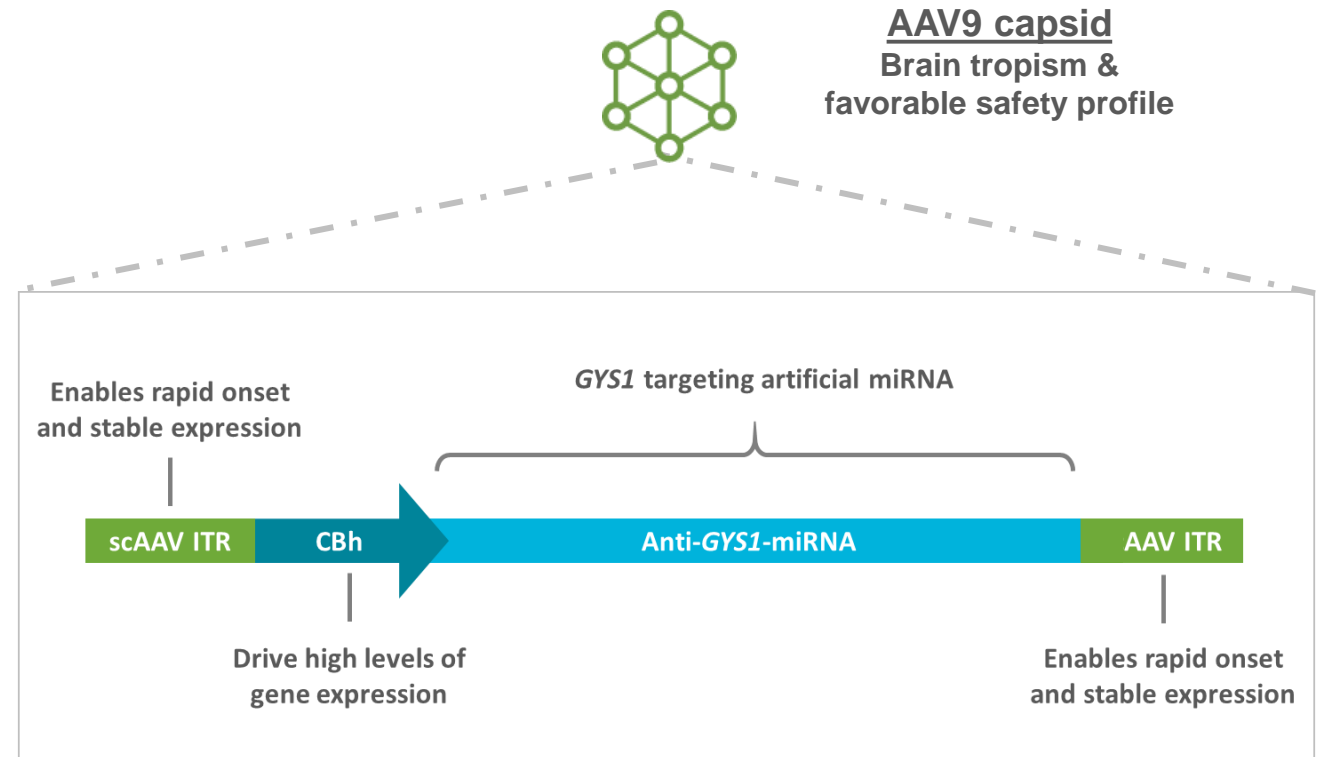 AAV9 capsid
Brain tropism &
favorable safety profile
Enables rapid onset
and stable expression
GYS1 targeting artificial miRNA
scAAV ITR
CBh
Anti-GYS1-miRNA
AAV ITR
Drive high levels of
gene expression
Enables rapid onset
and stable expression